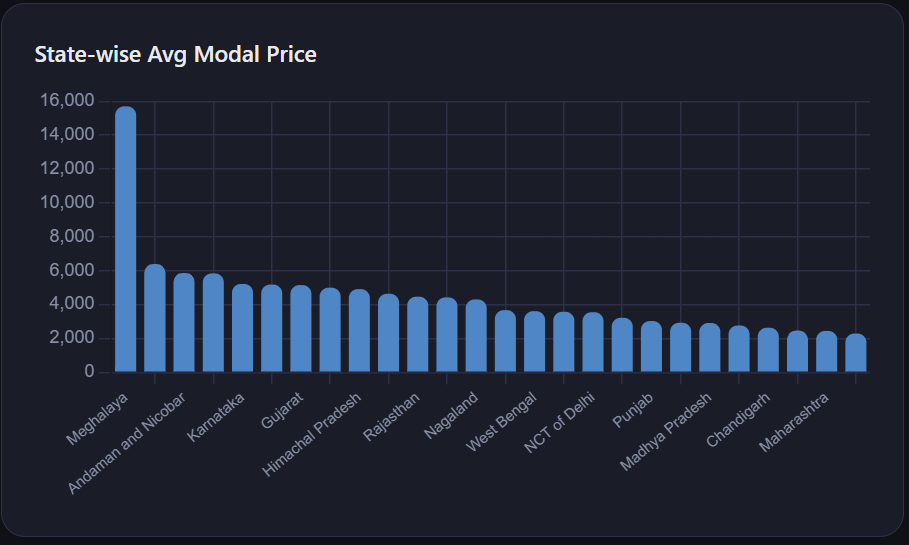 State-wise Avg Modal Price
16,000
14,000
12,000
10,000
8,000
6,000
4,000
2,000
0
Meghalaya
Andaman and Nicobar
Karnataka
Gujarat
Himachal Pradesh
Rajasthan
Nagaland
West Bengal
NCT of Delhi
Punjab
Madhya Pradesh
Chandigarh
Maharashtra